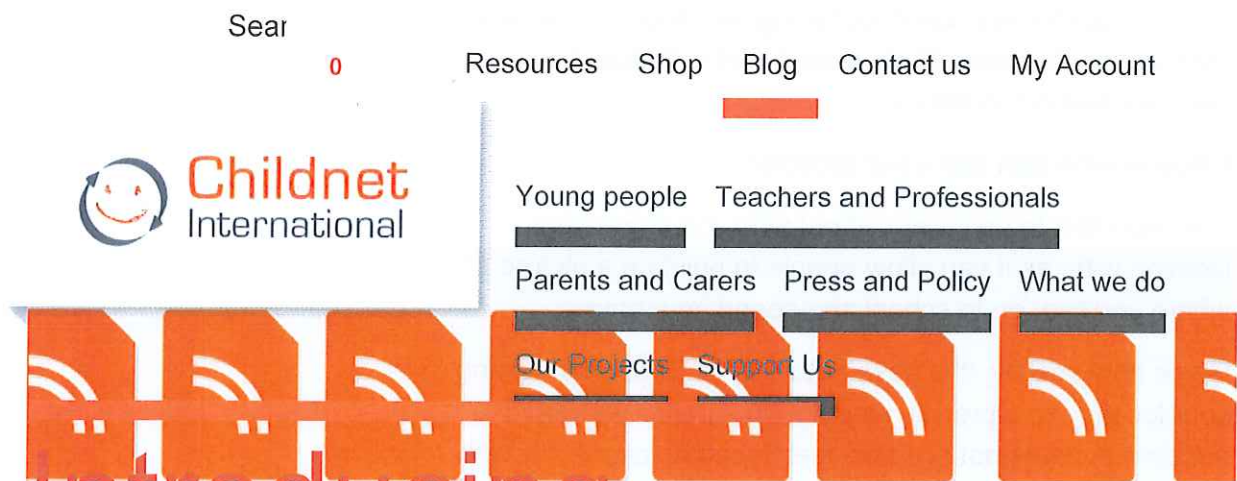 Sear
0
Resources Shop Blog Contact us My Account
Childnet
International
Young people Teachers and Professionals
Parents and Carers Press and Policy What we do
Our Projects Support Us